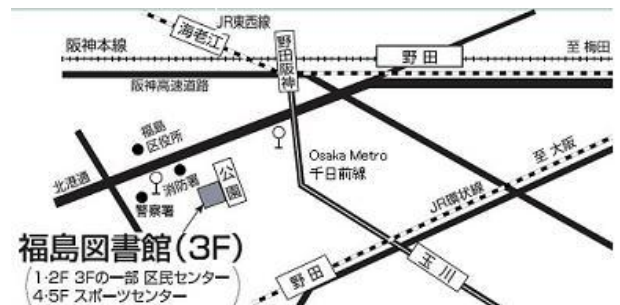 JR東西線
海老江
阪神本線
野田阪神
野田
至 梅田
阪神高速道路
福島
区役所
Osaka Metro
千日前線
至 大阪
北港通
消防署
公園
警察署
JR環状線
福島図書館(3F)
1·2F 3Fの一部 区民センター
4·5F スポーツセンター
野田
玉川